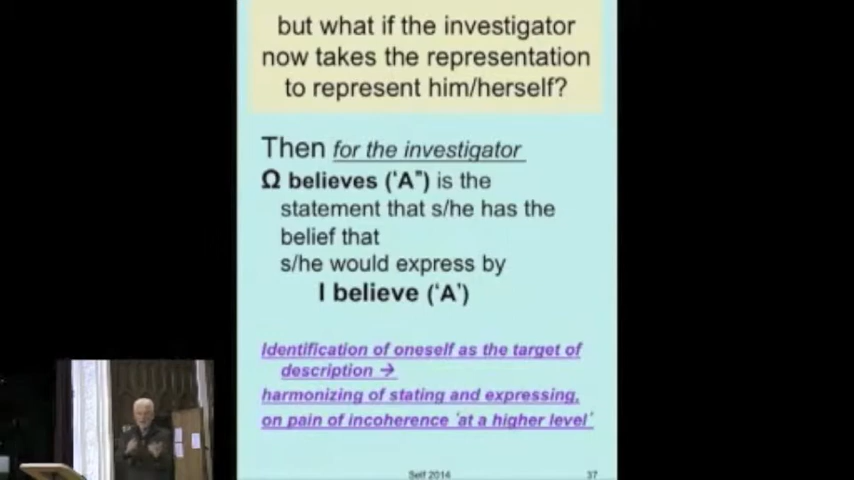 but what if the investigator
now takes the representation
to represent him/herself?
Then for the investigator
Ω believes (‘A’’) is the
statement that s/he has the
belief that
s/he would express by
I believe (‘A’)
Identification of oneself as the target of
description →
harmonizing of stating and expressing,
on pain of incoherence ‘at a higher level’
Self 2014
37